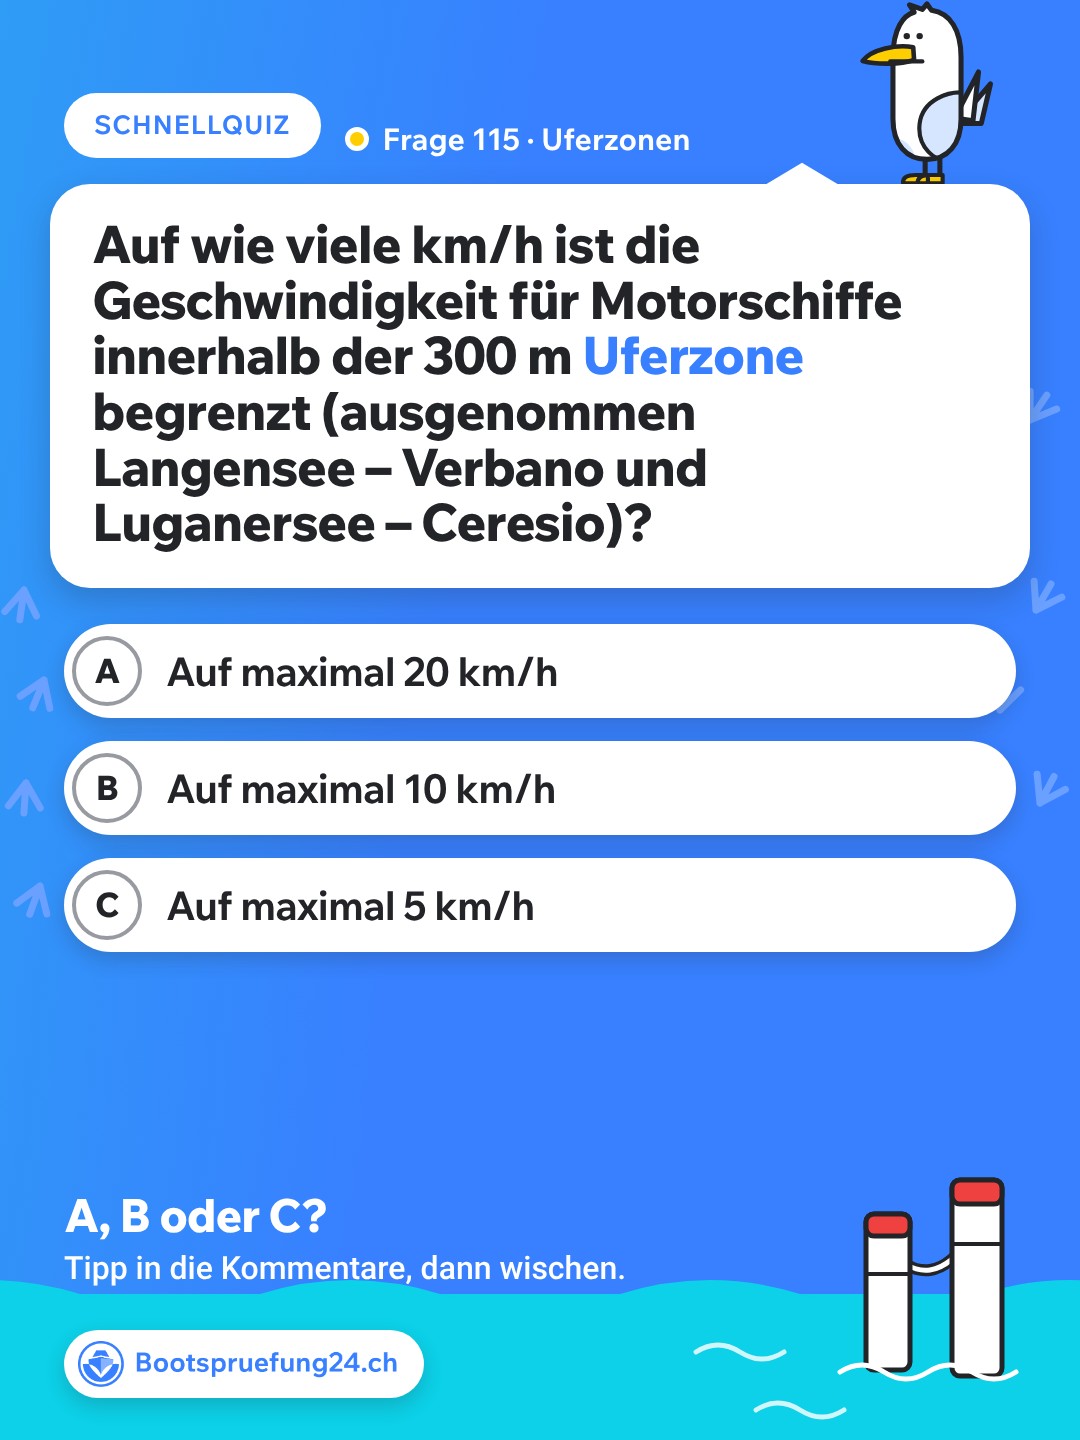 SCHNELLQUIZ
Frage 115 · Uferzonen
Auf wie viele km/h ist die
Geschwindigkeit für Motorschiffe
innerhalb der 300 m Uferzone
begrenzt (ausgenommen
Langensee – Verbano und
Luganersee – Ceresio)?
A Auf maximal 20 km/h
B Auf maximal 10 km/h
C Auf maximal 5 km/h
A, B oder C?
Tipp in die Kommentare, dann wischen.
Bootspruefung24.ch